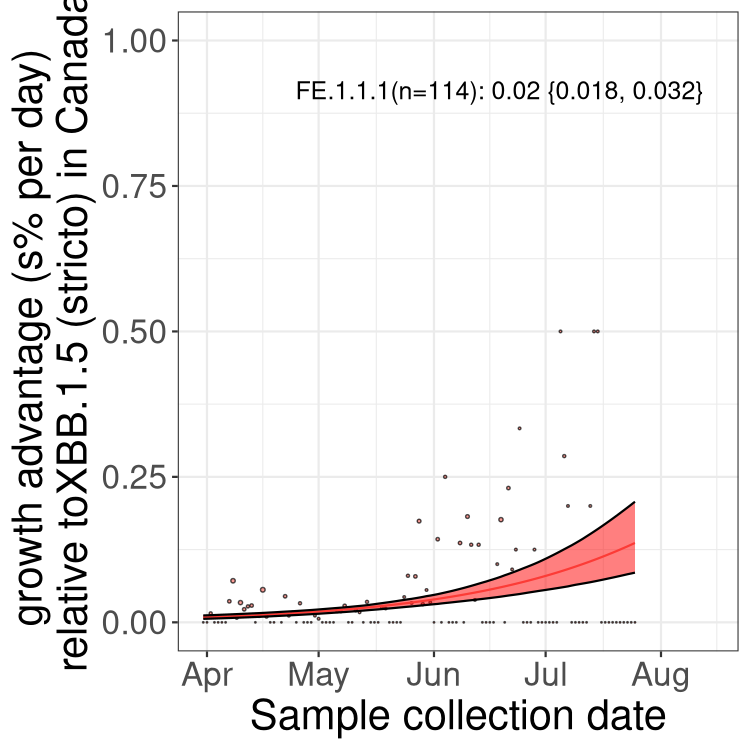 growth advantage (s% per day)
relative toXBB.1.5 (stricto) in Canada
1.00
0.75
0.50
0.25
0.00
FE.1.1.1(n=114): 0.02 {0.018, 0.032}
Apr May Jun Jul Aug
Sample collection date